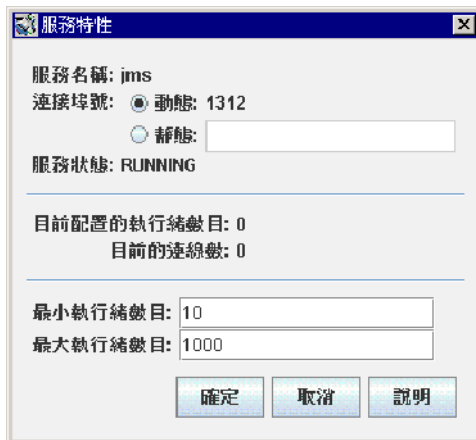 服務特性
服務名稱: jms
連接埠號: 動態: 1312
靜態:
服務狀態: RUNNING
目前配置的執行緒數目: 0
目前的連線數: 0
最小執行緒數目: 10
最大執行緒數目: 1000
確定 取消 說明